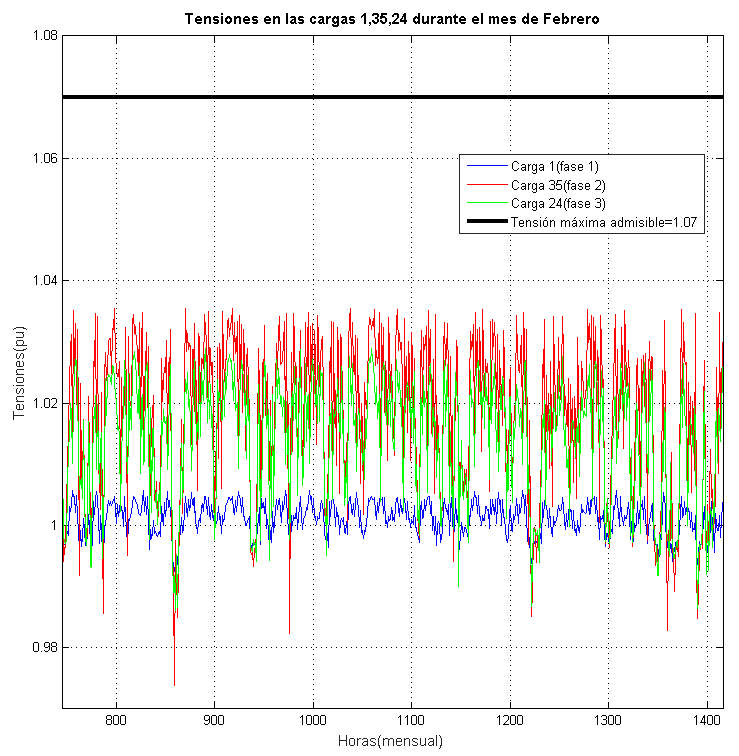 Tensiones en las cargas 1,35,24 durante el mes de Febrero
1.08
1.06
1.04
1.02
1
0.98
Tensiones(pu)
Carga 1(fase 1)
Carga 35(fase 2)
Carga 24(fase 3)
Tensión máxima admisible=1.07
800 900 1000 1100 1200 1300 1400
Horas(mensual)